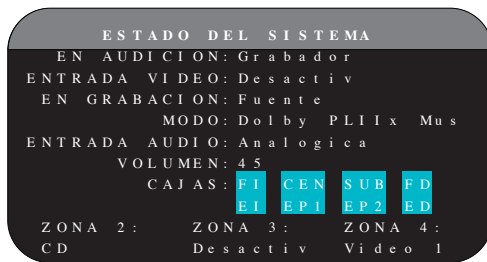 ESTADO DEL SISTEMA
EN AUDICION: Grabador
ENTRADA VIDEO: Desactiv
EN GRABACION: Fuente
MODO: Dolby PLIIx Mus
ENTRADA AUDIO: Analogica
VOLUMEN: 45
CAJAS: FI CEN SUB FD
EI EP1 EP2 ED
ZONA 2: ZONA 3: ZONA 4:
CD Desactiv Video 1